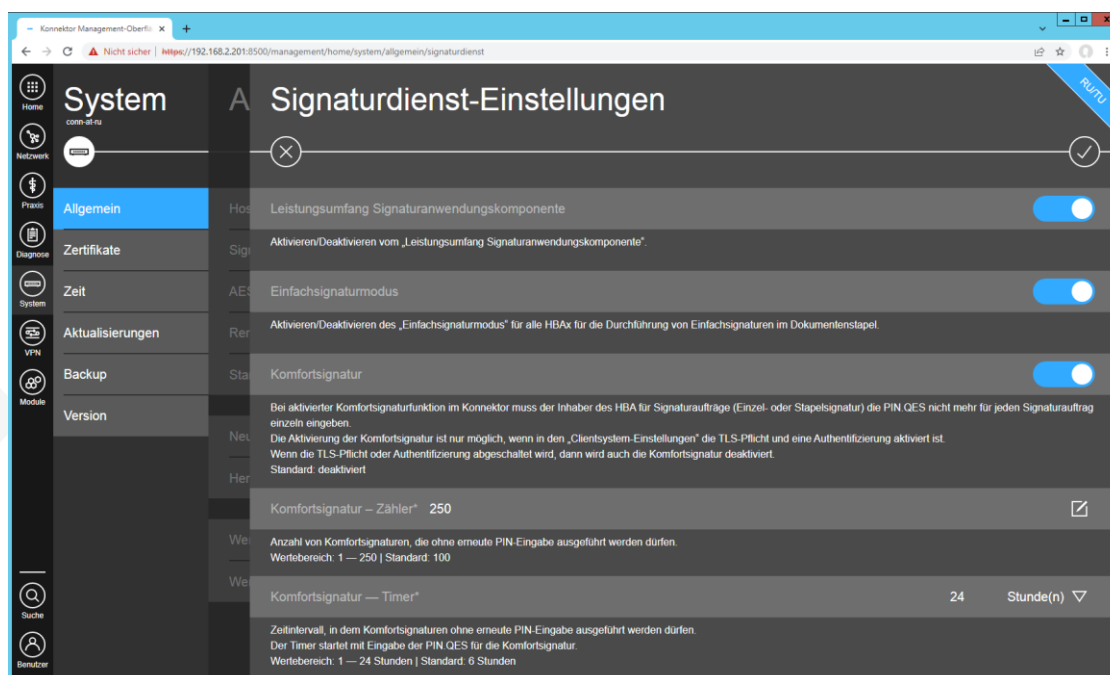 Konnektor Management-Oberflä
Nicht sicher | https://192.168.2.201:8500/management/home/system/allgemein/signaturdienst
Home
Netzwerk
Praxis
Diagnose
System
VPN
Module
Suche
Benutzer
System
conn-at-ru
Allgemein
Zertifikate
Zeit
Aktualisierungen
Backup
Version
A
Hos
Sign
AES
Rem
Sta
Neu
Her
Wei
Wei
Signaturdienst-Einstellungen
RU/TU
Leistungsumfang Signaturanwendungskomponente
Aktivieren/Deaktivieren vom „Leistungsumfang Signaturanwendungskomponente“.
Einfachsignaturmodus
Aktivieren/Deaktivieren des „Einfachsignaturmodus“ für alle HBAx für die Durchführung von Einfachsignaturen im Dokumentenstapel.
Komfortsignatur
Bei aktivierter Komfortsignaturfunktion im Konnektor muss der Inhaber des HBA für Signaturaufträge (Einzel- oder Stapelsignatur) die PIN.QES nicht mehr für jeden Signaturauftrag
einzeln eingeben.
Die Aktivierung der Komfortsignatur ist nur möglich, wenn in den „Clientsystem-Einstellungen“ die TLS-Pflicht und eine Authentifizierung aktiviert ist.
Wenn die TLS-Pflicht oder Authentifizierung abgeschaltet wird, dann wird auch die Komfortsignatur deaktiviert.
Standard: deaktiviert
Komfortsignatur – Zähler* 250
Anzahl von Komfortsignaturen, die ohne erneute PIN-Eingabe ausgeführt werden dürfen.
Wertebereich: 1 — 250 | Standard: 100
Komfortsignatur — Timer* 24 Stunde(n)
Zeitintervall, in dem Komfortsignaturen ohne erneute PIN-Eingabe ausgeführt werden dürfen.
Der Timer startet mit Eingabe der PIN.QES für die Komfortsignatur.
Wertebereich: 1 — 24 Stunden | Standard: 6 Stunden